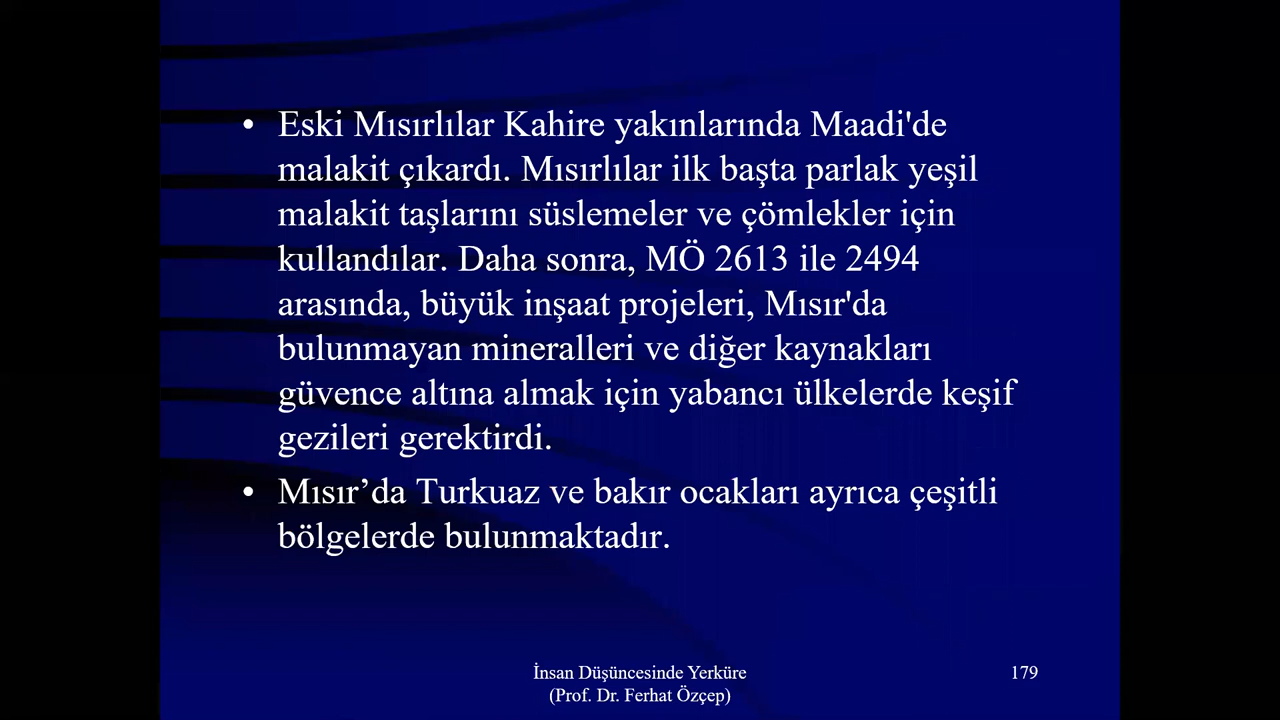 • Eski Mısırlılar Kahire yakınlarında Maadi'de
malakit çıkardı. Mısırlılar ilk başta parlak yeşil
malakit taşlarını süslemeler ve çömlekler için
kullandılar. Daha sonra, MÖ 2613 ile 2494
arasında, büyük inşaat projeleri, Mısır'da
bulunmayan mineralleri ve diğer kaynakları
güvence altına almak için yabancı ülkelerde keşif
gezileri gerektirdi.
• Mısır’da Turkuaz ve bakır ocakları ayrıca çeşitli
bölgelerde bulunmaktadır.
İnsan Düşüncesinde Yerküre
(Prof. Dr. Ferhat Özçep)
179